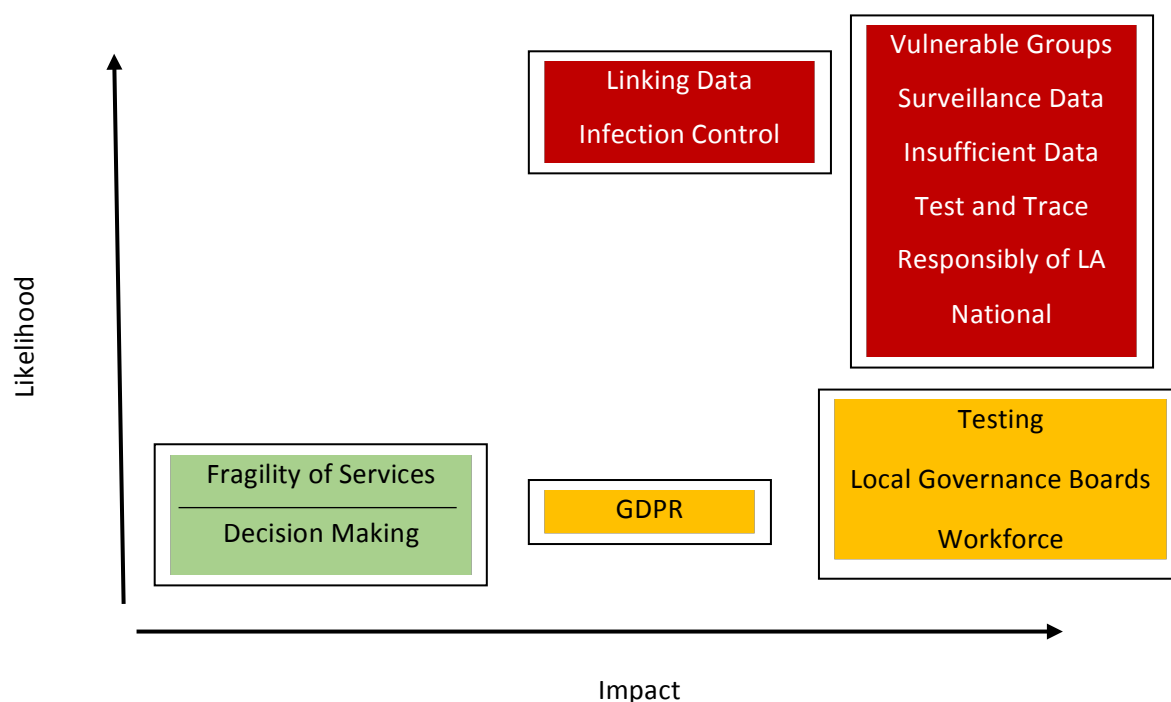 Linking Data
Infection Control
Vulnerable Groups
Surveillance Data
Insufficient Data
Test and Trace
Responsibly of LA
National
Likelihood
Fragility of Services
Decision Making
GDPR
Testing
Local Governance Boards
Workforce
Impact